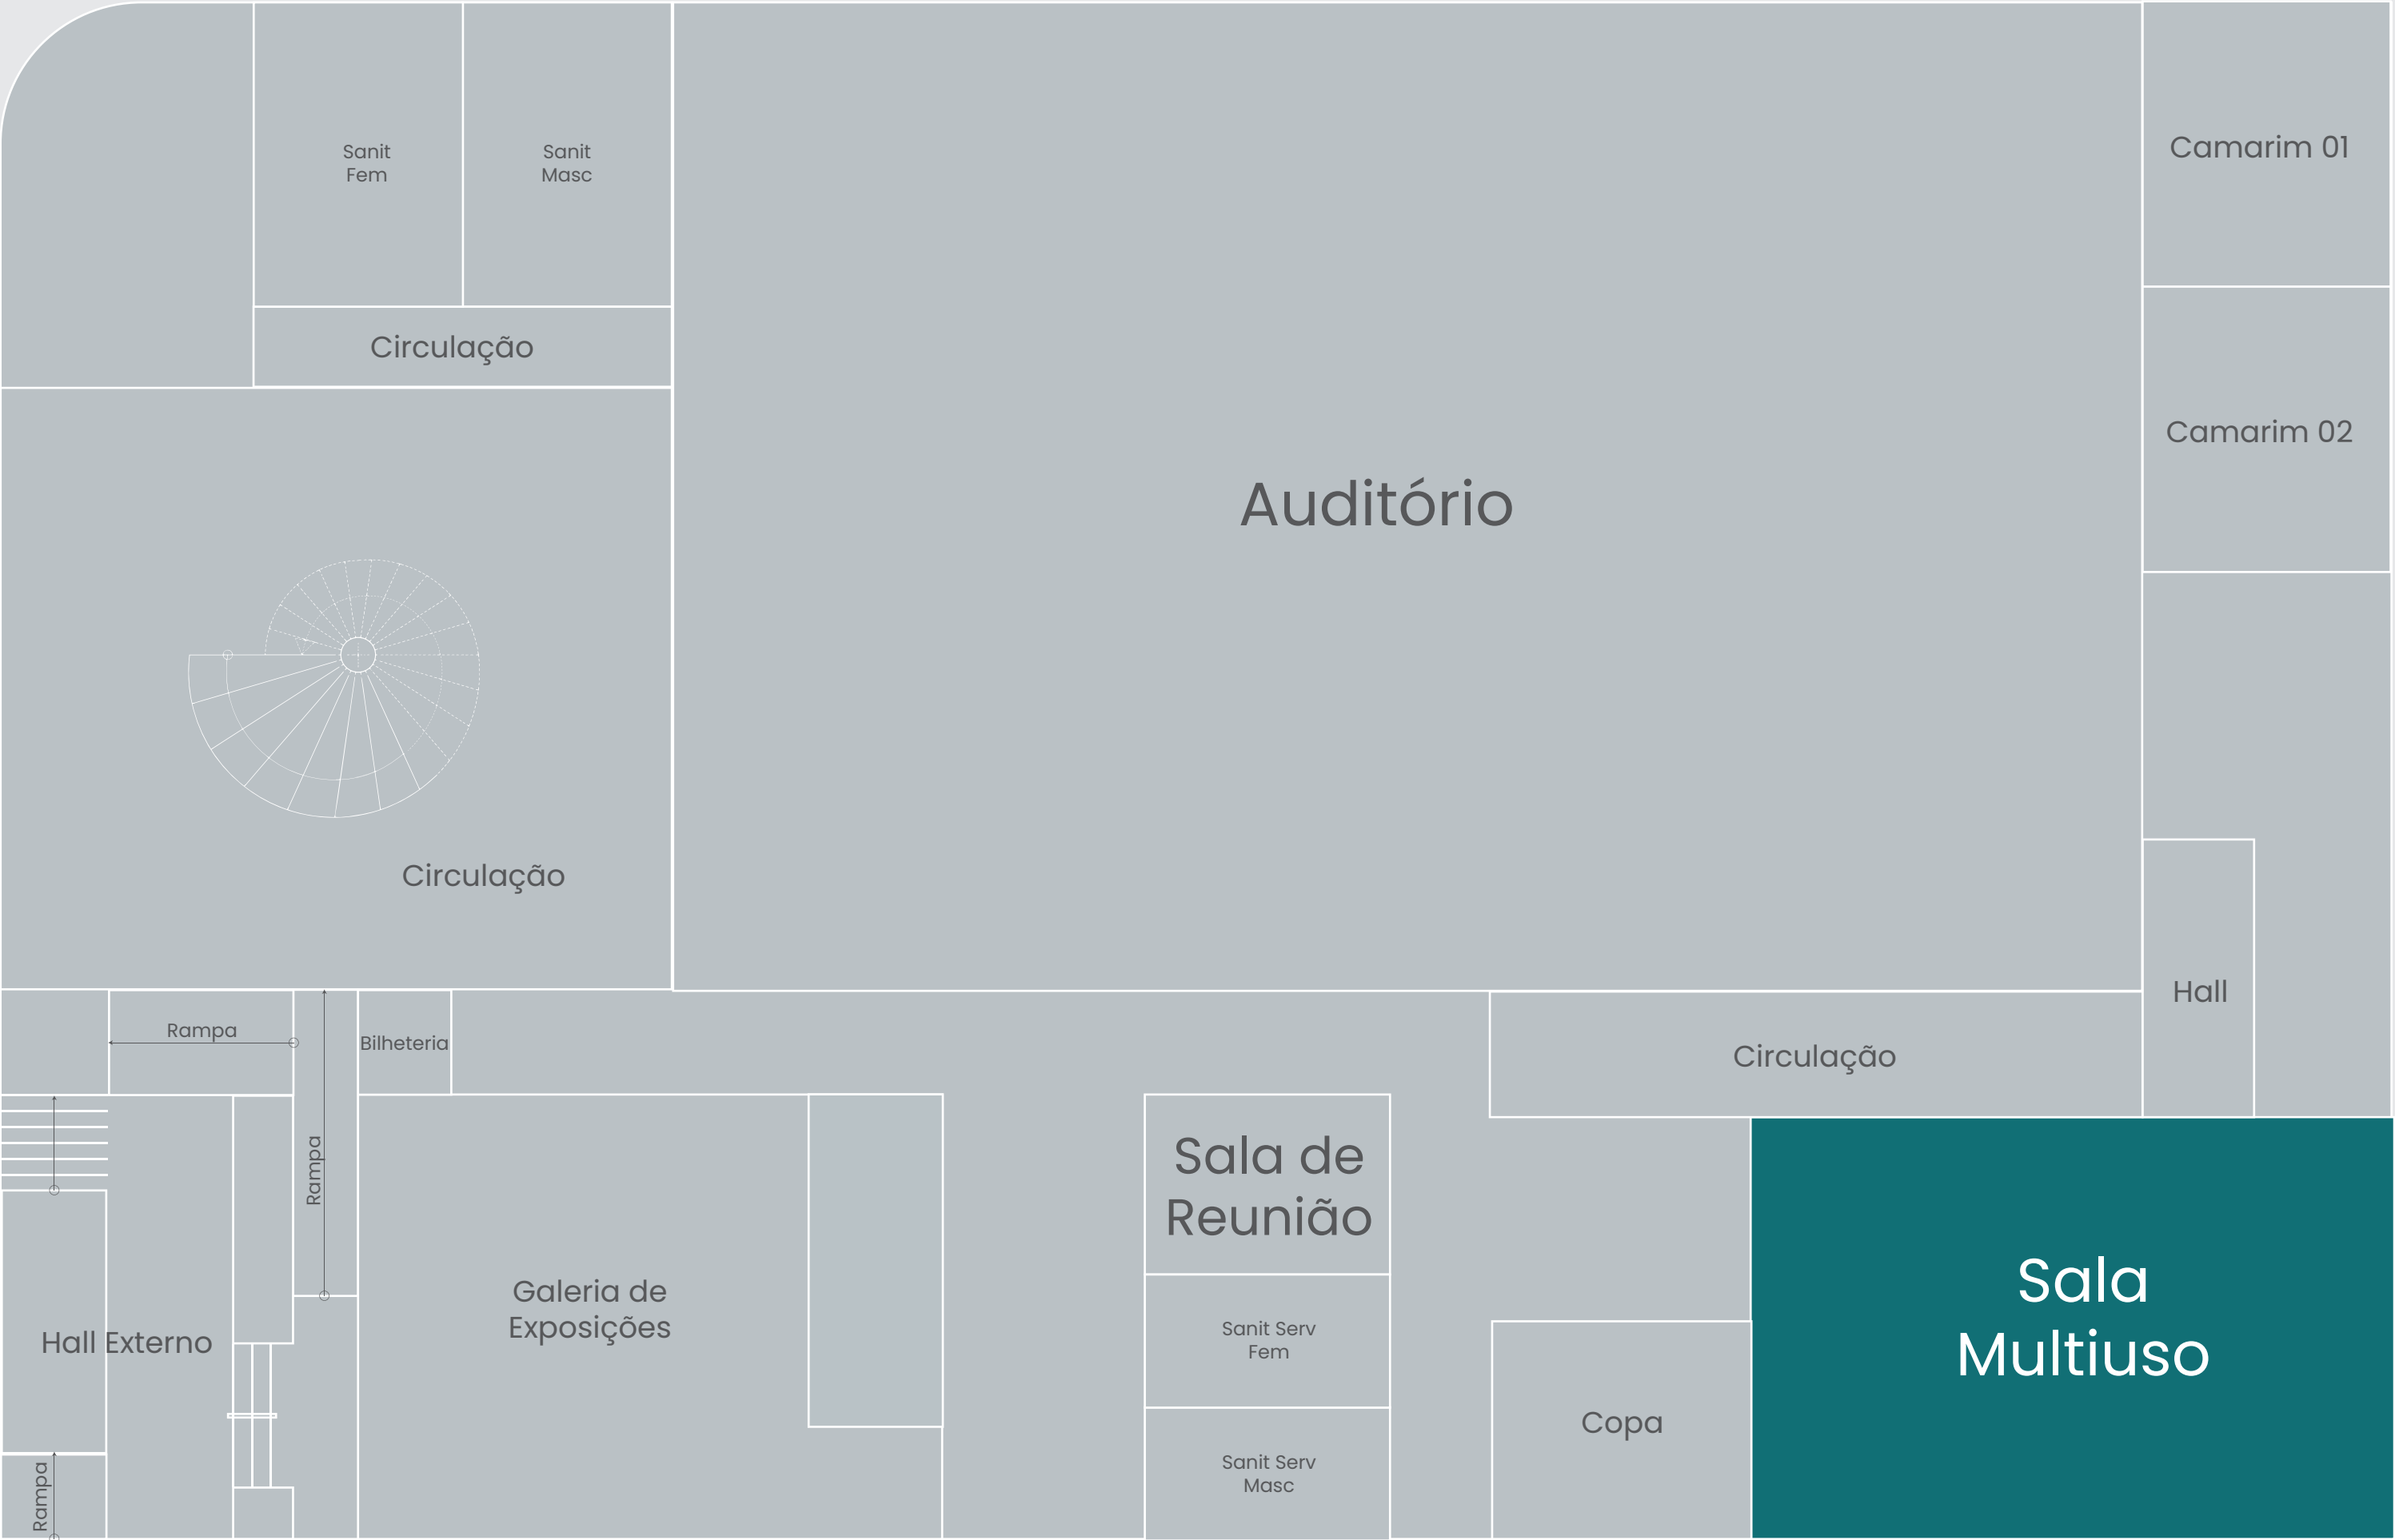 Sanit
Fem
Sanit
Masc
Camarim 01
Circulação
Camarim 02
Auditório
Circulação
Hall
Rampa
Bilheteria
Circulação
Rampa
Sala de
Reunião
Galeria de
Exposições
Hall Externo
Sanit Serv
Fem
Sala
Multiuso
Copa
Sanit Serv
Masc
Rampa